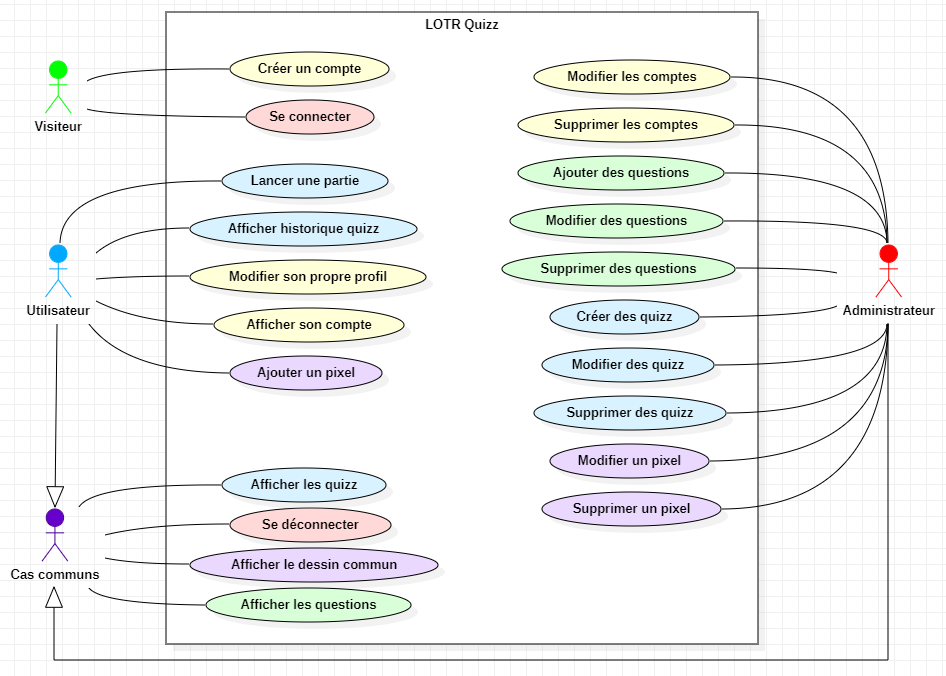 LOTR Quizz
Créer un compte
Se connecter
Visiteur
Lancer une partie
Afficher historique quizz
Modifier son propre profil
Afficher son compte
Ajouter un pixel
Utilisateur
Afficher les quizz
Se déconnecter
Afficher le dessin commun
Afficher les questions
Cas communs
Modifier les comptes
Supprimer les comptes
Ajouter des questions
Modifier des questions
Supprimer des questions
Créer des quizz
Modifier des quizz
Supprimer des quizz
Modifier un pixel
Supprimer un pixel
Administrateur